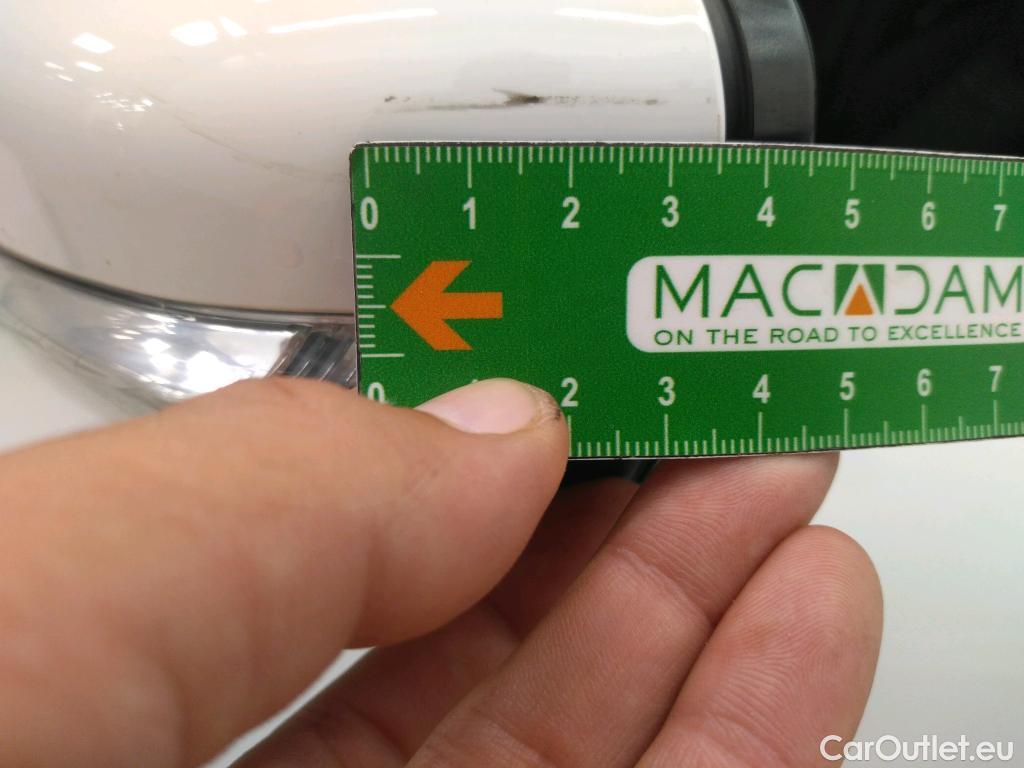 0 1 2 3 4 5 6 7
MACADAM
ON THE ROAD TO EXCELLENCE
0 1 2 3 4 5 6 7
CarOutlet.eu